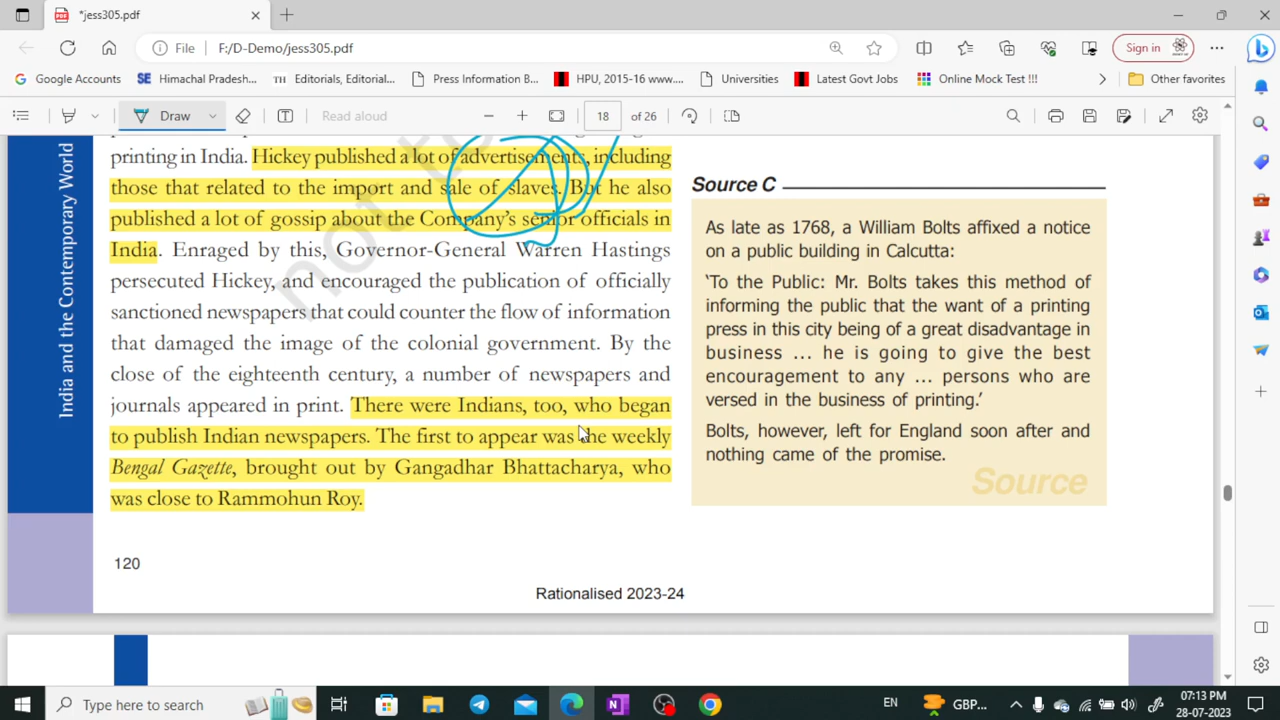 *jess305.pdf
File F:/D-Demo/jess305.pdf
Sign in
Google Accounts SE Himachal Pradesh... TH Editorials, Editorial... Press Information B... HPU, 2015-16 www.... Universities Latest Govt Jobs Online Mock Test !!! Other favorites
Draw Read aloud 18 of 26
India and the Contemporary World
printing in India. Hickey published a lot of advertisements, including
those that related to the import and sale of slaves. But he also
published a lot of gossip about the Company's senior officials in
India. Enraged by this, Governor-General Warren Hastings
persecuted Hickey, and encouraged the publication of officially
sanctioned newspapers that could counter the flow of information
that damaged the image of the colonial government. By the
close of the eighteenth century, a number of newspapers and
journals appeared in print. There were Indians, too, who began
to publish Indian newspapers. The first to appear was the weekly
Bengal Gazette, brought out by Gangadhar Bhattacharya, who
was close to Rammohun Roy.
Source C
As late as 1768, a William Bolts affixed a notice
on a public building in Calcutta:
'To the Public: Mr. Bolts takes this method of
informing the public that the want of a printing
press in this city being of a great disadvantage in
business ... he is going to give the best
encouragement to any ... persons who are
versed in the business of printing.'
Bolts, however, left for England soon after and
nothing came of the promise.
Source
120
Rationalised 2023-24
Type here to search
EN GBP... 07:13 PM
28-07-2023